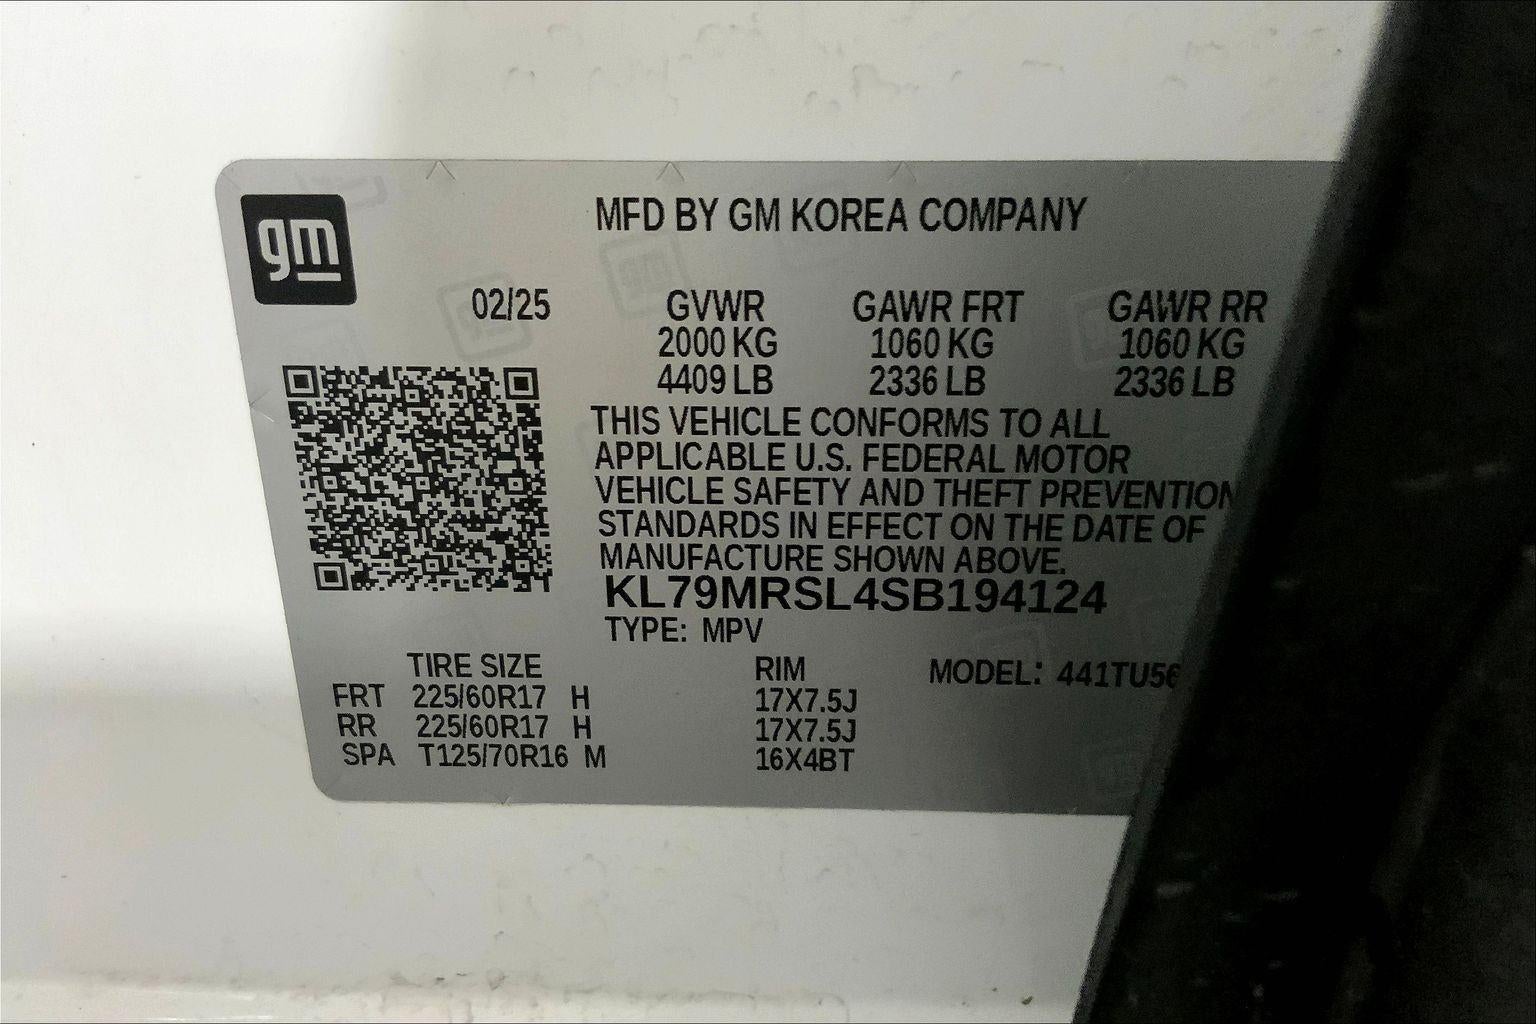 gm
MFD BY GM KOREA COMPANY
02/25 GVWR GAWR FRT GAWR RR
2000 KG 1060 KG 1060 KG
4409 LB 2336 LB 2336 LB
THIS VEHICLE CONFORMS TO ALL
APPLICABLE U.S. FEDERAL MOTOR
VEHICLE SAFETY AND THEFT PREVENTION
STANDARDS IN EFFECT ON THE DATE OF
MANUFACTURE SHOWN ABOVE.
KL79MRSL4SB194124
TYPE: MPV
TIRE SIZE RIM MODEL: 441TU56
FRT 225/60R17 H 17X7.5J
RR 225/60R17 H 17X7.5J
SPA T125/70R16 M 16X4BT